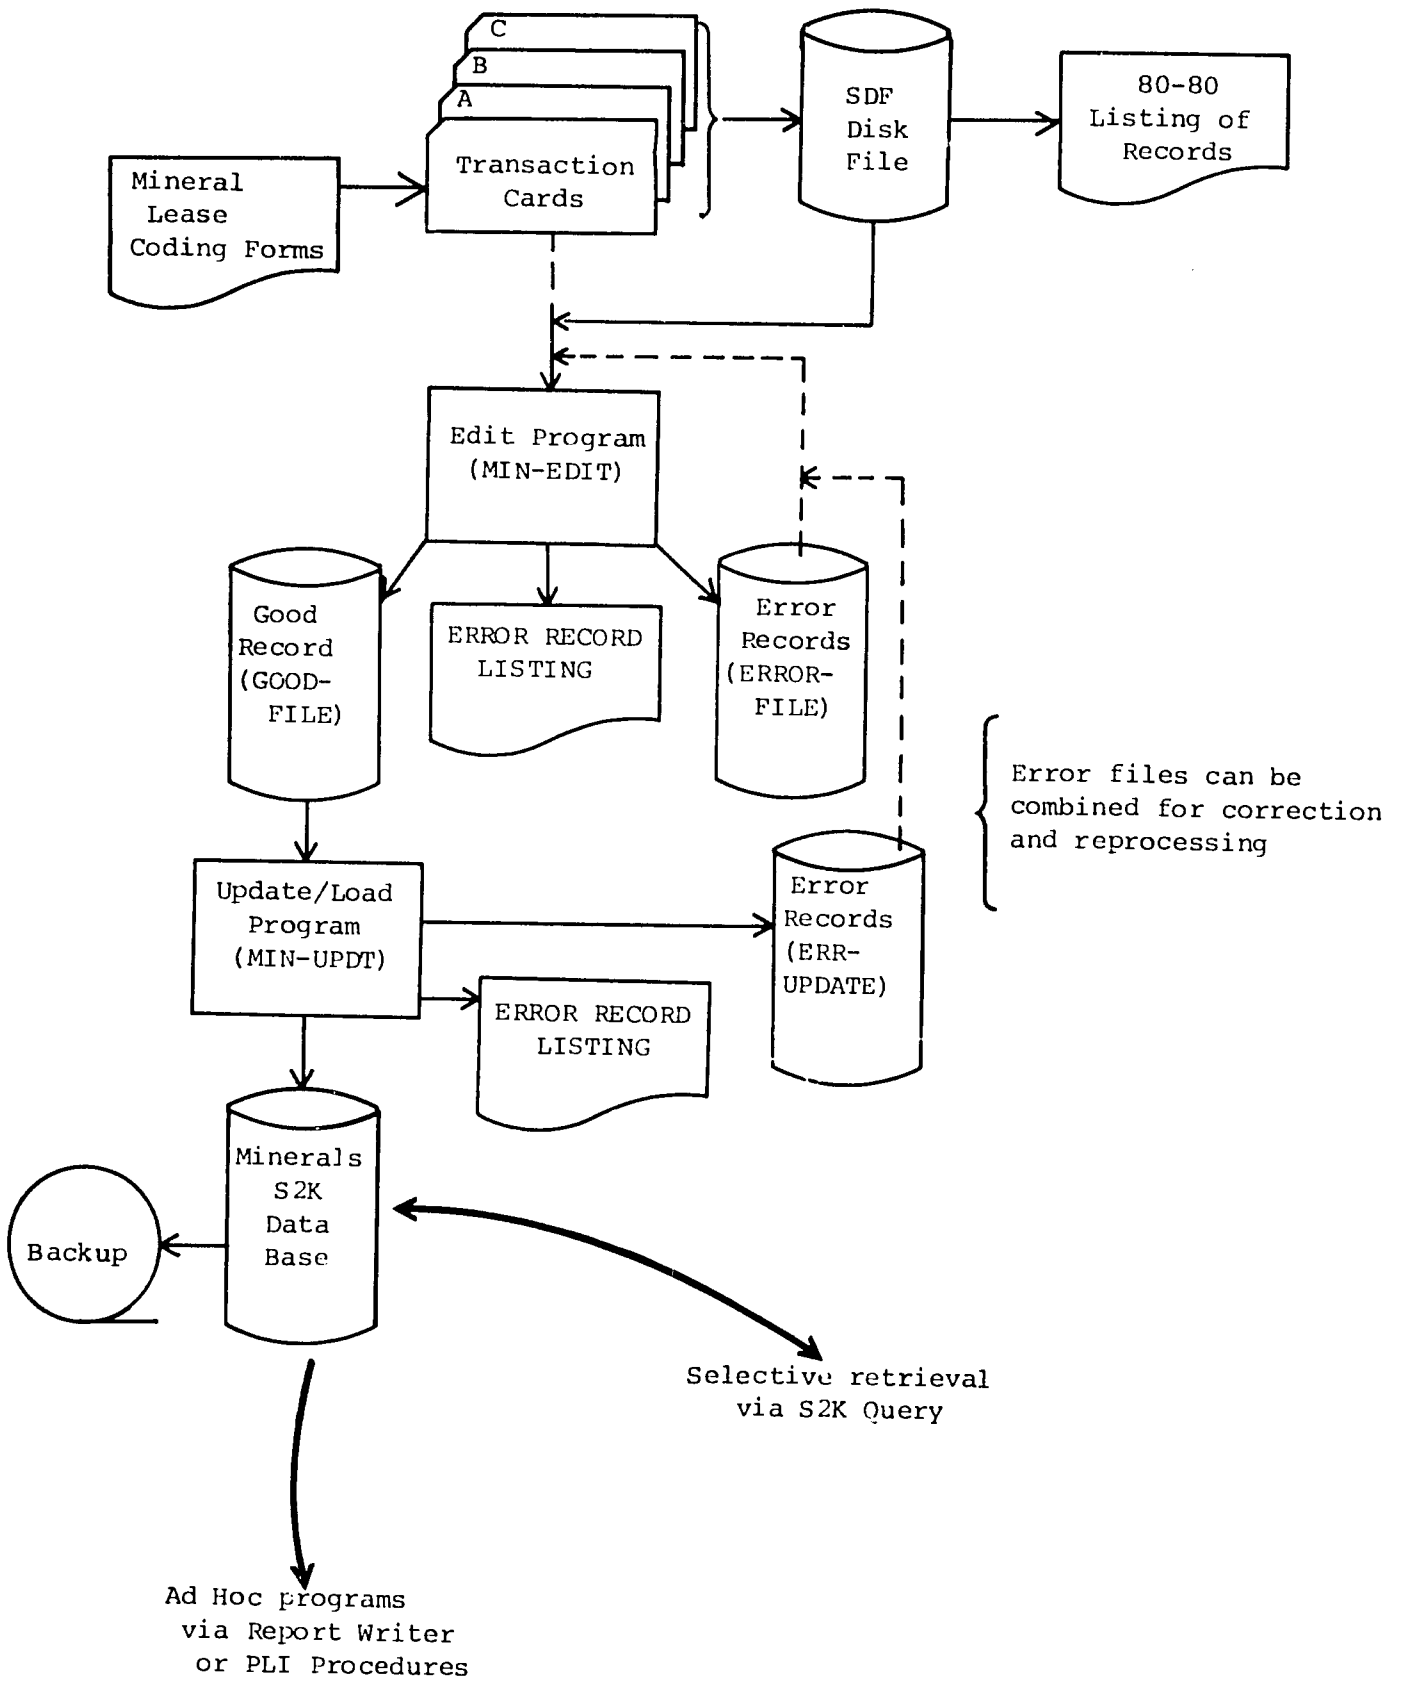 C
B
A
Transaction
Cards
SDF
Disk
File
80-80
Listing of
Records
Mineral
Lease
Coding Forms
Edit Program
(MIN-EDIT)
Good
Record
(GOOD-
FILE)
ERROR RECORD
LISTING
Error
Records
(ERROR-
FILE)
Error files can be
combined for correction
and reprocessing
Update/Load
Program
(MIN-UPDT)
Error
Records
(ERR-
UPDATE)
ERROR RECORD
LISTING
Minerals
S2K
Data
Base
Backup
Selective retrieval
via S2K Query
Ad Hoc programs
via Report Writer
or PLI Procedures